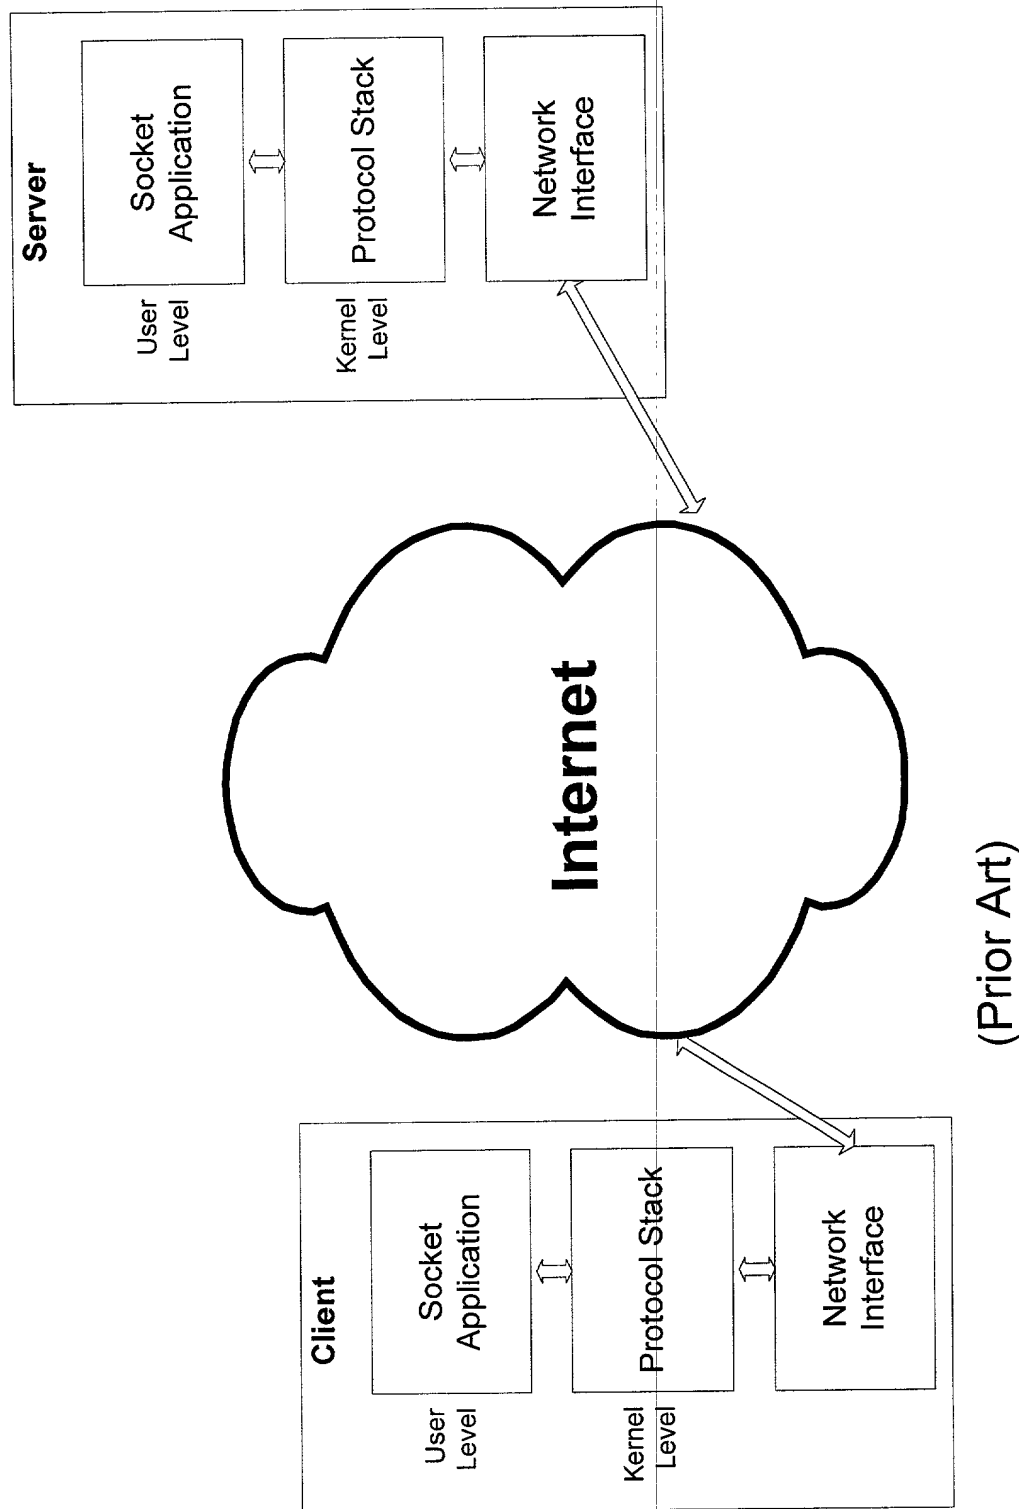 Client
User
Level
Socket
Application
Kernel
Level
Protocol Stack
Network
Interface
Internet
Server
User
Level
Socket
Application
Kernel
Level
Protocol Stack
Network
Interface
(Prior Art)